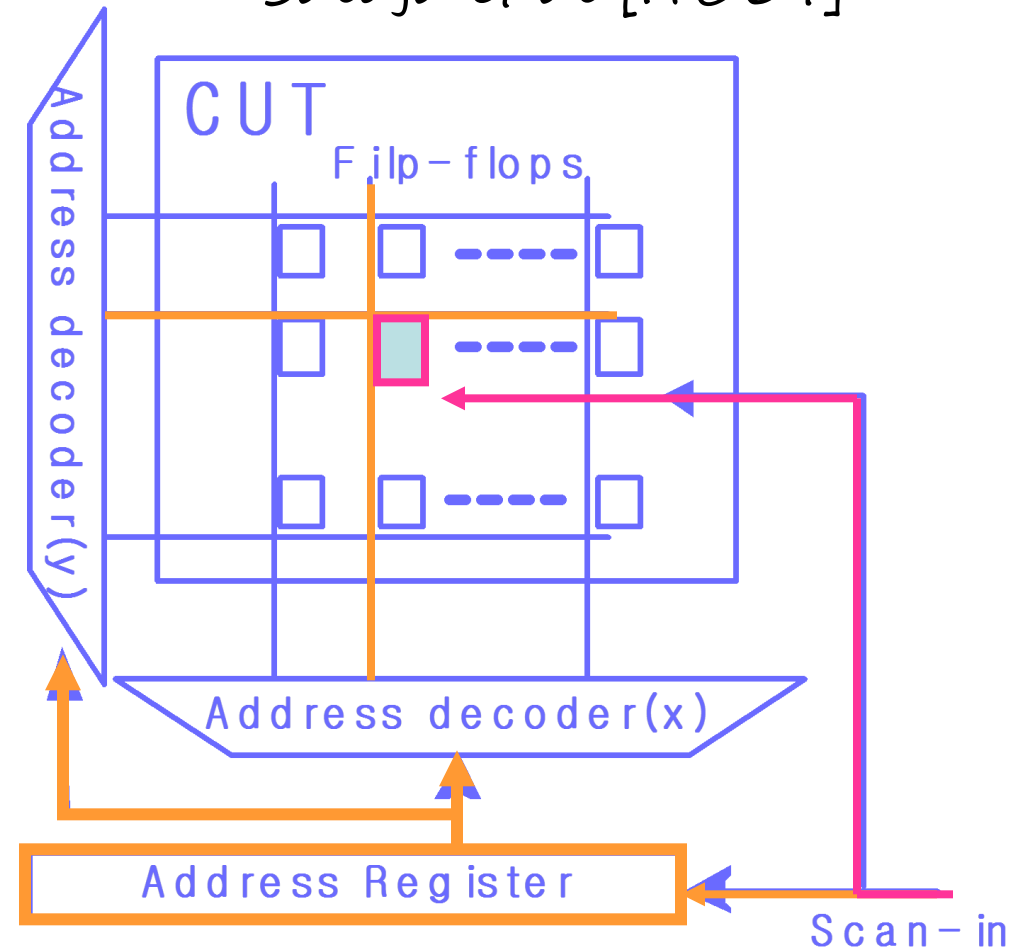 CUT
Filp-flops
Address decoder(y)
Address decoder(x)
Address Register
Scan-in